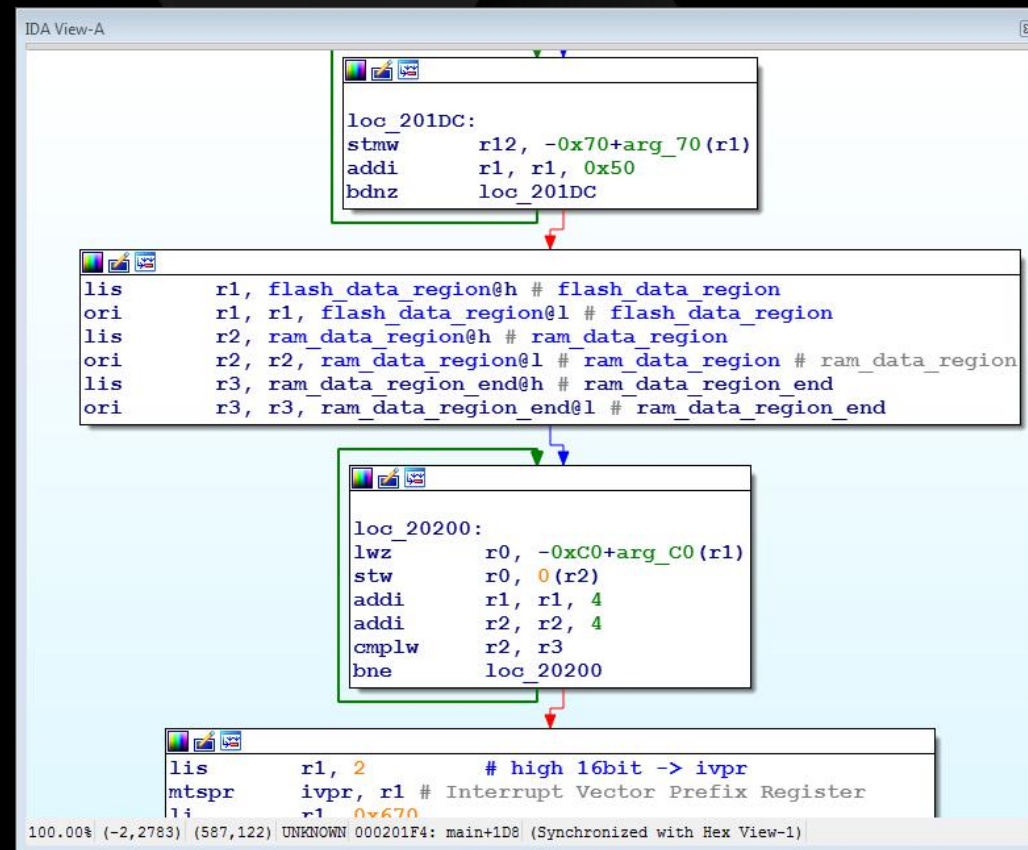 IDA View-A
loc_201DC:
stmw r12, -0x70+arg_70(r1)
addi r1, r1, 0x50
bdnz loc_201DC
lis r1, flash_data_region@h # flash_data_region
ori r1, r1, flash_data_region@l # flash_data_region
lis r2, ram_data_region@h # ram_data_region
ori r2, r2, ram_data_region@l # ram_data_region # ram_data_region
lis r3, ram_data_region_end@h # ram_data_region_end
ori r3, r3, ram_data_region_end@l # ram_data_region_end
loc_20200:
lwz r0, -0xC0+arg_C0(r1)
stw r0, 0(r2)
addi r1, r1, 4
addi r2, r2, 4
cmplw r2, r3
bne loc_20200
lis r1, 2 # high 16bit -> ivpr
mtspr ivpr, r1 # Interrupt Vector Prefix Register
li r1, 0x670
100.00% (-2,2783) (587,122) UNKNOWN 000201F4: main+1D8 (Synchronized with Hex View-1)